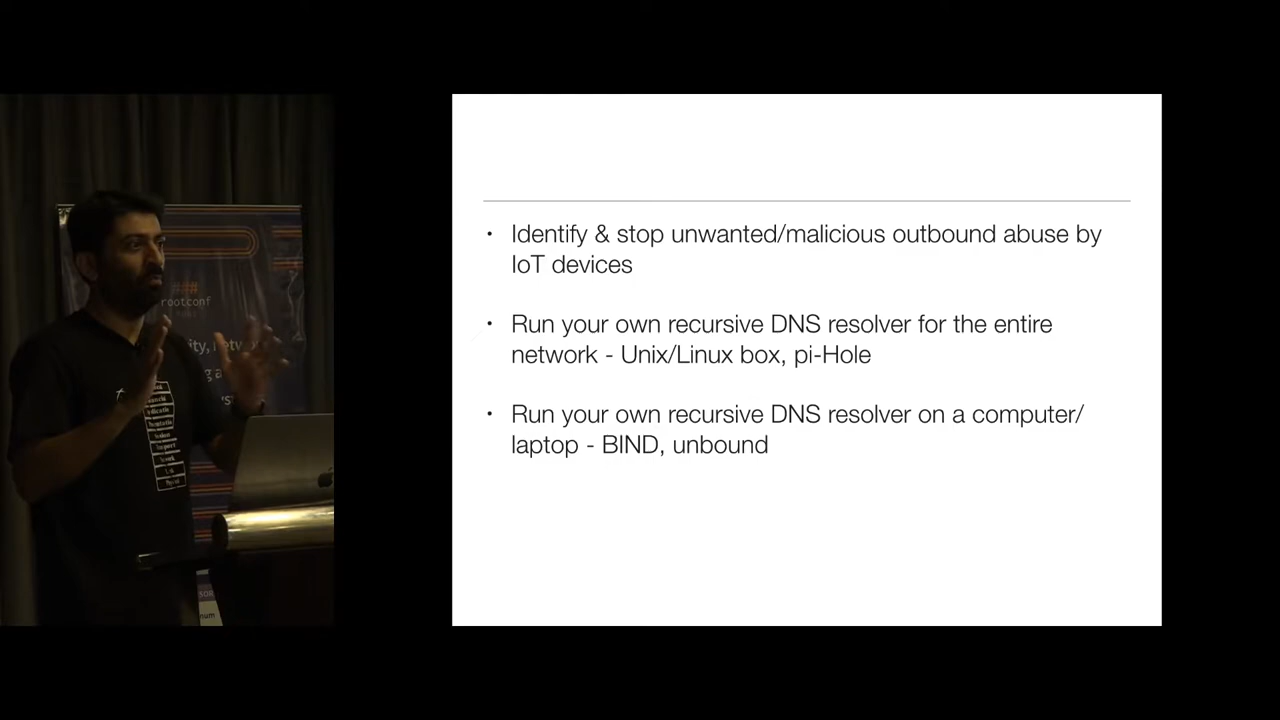 Identify & stop unwanted/malicious outbound abuse by
IoT devices
Run your own recursive DNS resolver for the entire
network - Unix/Linux box, pi-Hole
Run your own recursive DNS resolver on a computer/
laptop - BIND, unbound
###
rootconf